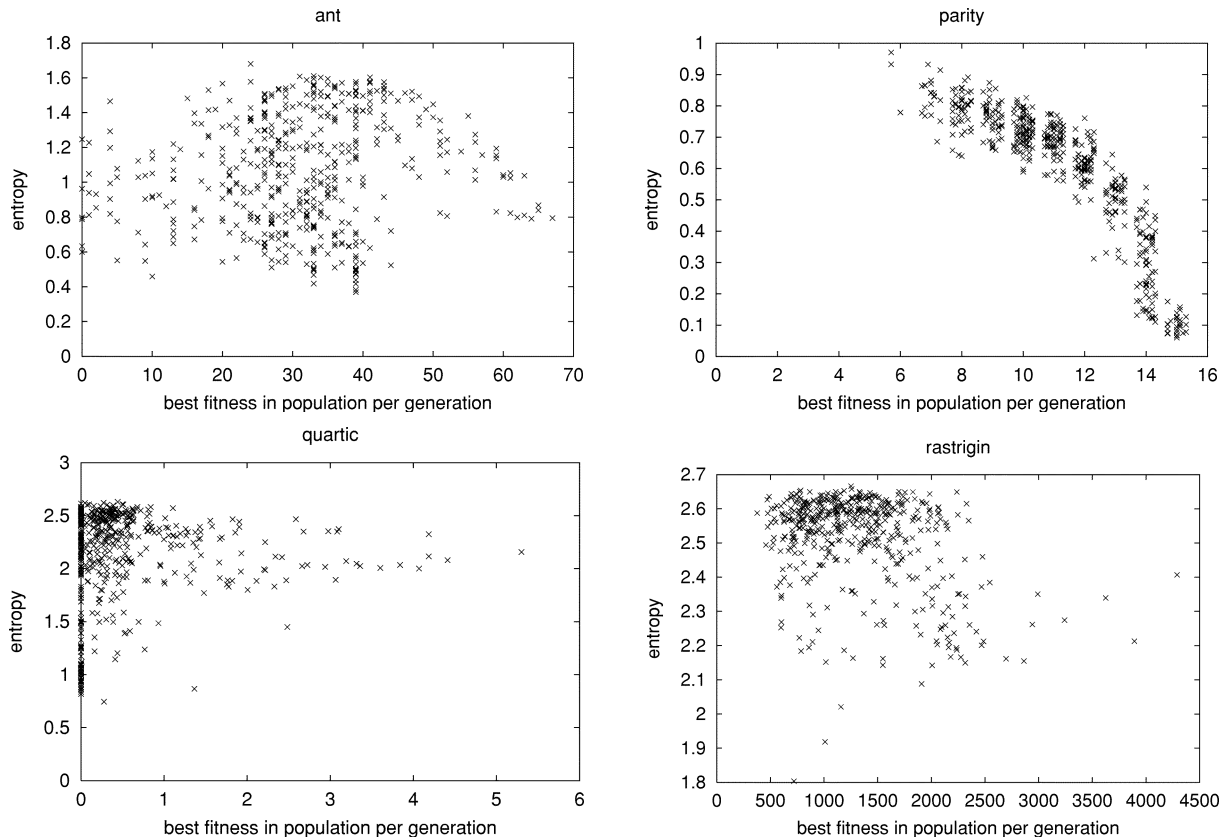 ant
1.8
1.6
1.4
1.2
1
0.8
0.6
0.4
0.2
0
entropy
0 10 20 30 40 50 60 70
best fitness in population per generation
parity
1
0.9
0.8
0.7
0.6
0.5
0.4
0.3
0.2
0.1
0
entropy
0 2 4 6 8 10 12 14 16
best fitness in population per generation
quartic
3
2.5
2
1.5
1
0.5
0
entropy
0 1 2 3 4 5 6
best fitness in population per generation
rastrigin
2.7
2.6
2.5
2.4
2.3
2.2
2.1
2
1.9
1.8
entropy
0 500 1000 1500 2000 2500 3000 3500 4000 4500
best fitness in population per generation